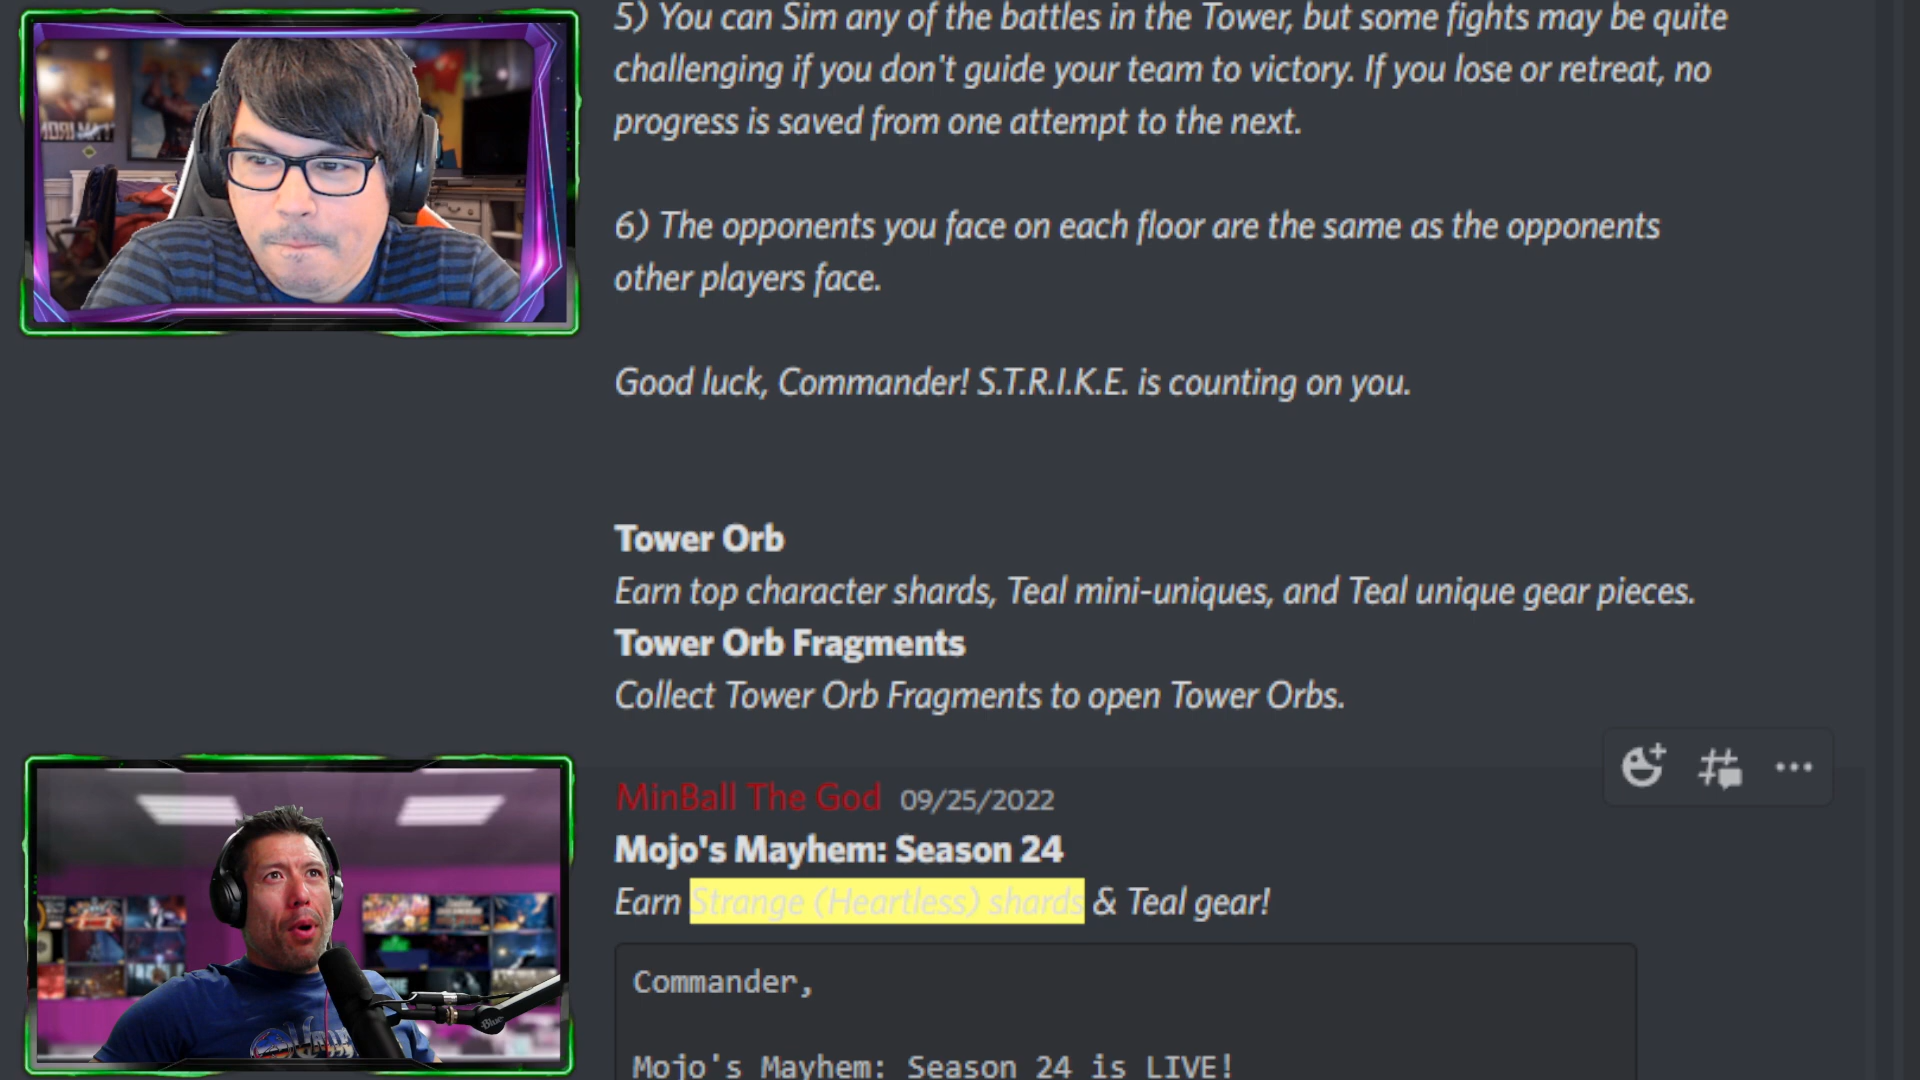 5) You can Sim any of the battles in the Tower, but some fights may be quite
challenging if you don't guide your team to victory. If you lose or retreat, no
progress is saved from one attempt to the next.
6) The opponents you face on each floor are the same as the opponents
other players face.
Good luck, Commander! S.T.R.I.K.E. is counting on you.
Tower Orb
Earn top character shards, Teal mini-uniques, and Teal unique gear pieces.
Tower Orb Fragments
Collect Tower Orb Fragments to open Tower Orbs.
MinBall The God 09/25/2022
Mojo's Mayhem: Season 24
Earn Strange (Heartless) shards & Teal gear!
Commander,
Mojo's Mayhem: Season 24 is LIVE!
Blue